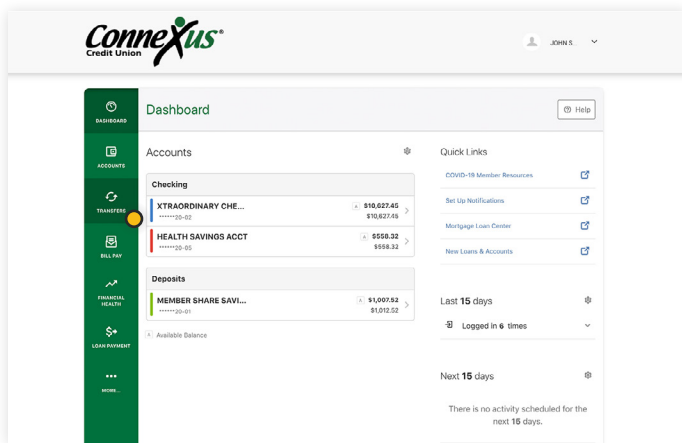 Connexus®
Credit Union
JOHN S...
DASHBOARD
ACCOUNTS
TRANSFERS
BILL PAY
FINANCIAL
HEALTH
LOAN PAYMENT
MORE...
Dashboard
Help
Accounts
Checking
XTRAORDINARY CHE...
A $10,627.45
******20-02
$10,627.45
HEALTH SAVINGS ACCT
A $558.32
******20-05
$558.32
Deposits
MEMBER SHARE SAVI...
A $1,007.52
******20-01
$1,012.52
A Available Balance
Quick Links
COVID-19 Member Resources
Set Up Notifications
Mortgage Loan Center
New Loans & Accounts
Last 15 days
Logged in 6 times
Next 15 days
There is no activity scheduled for the
next 15 days.